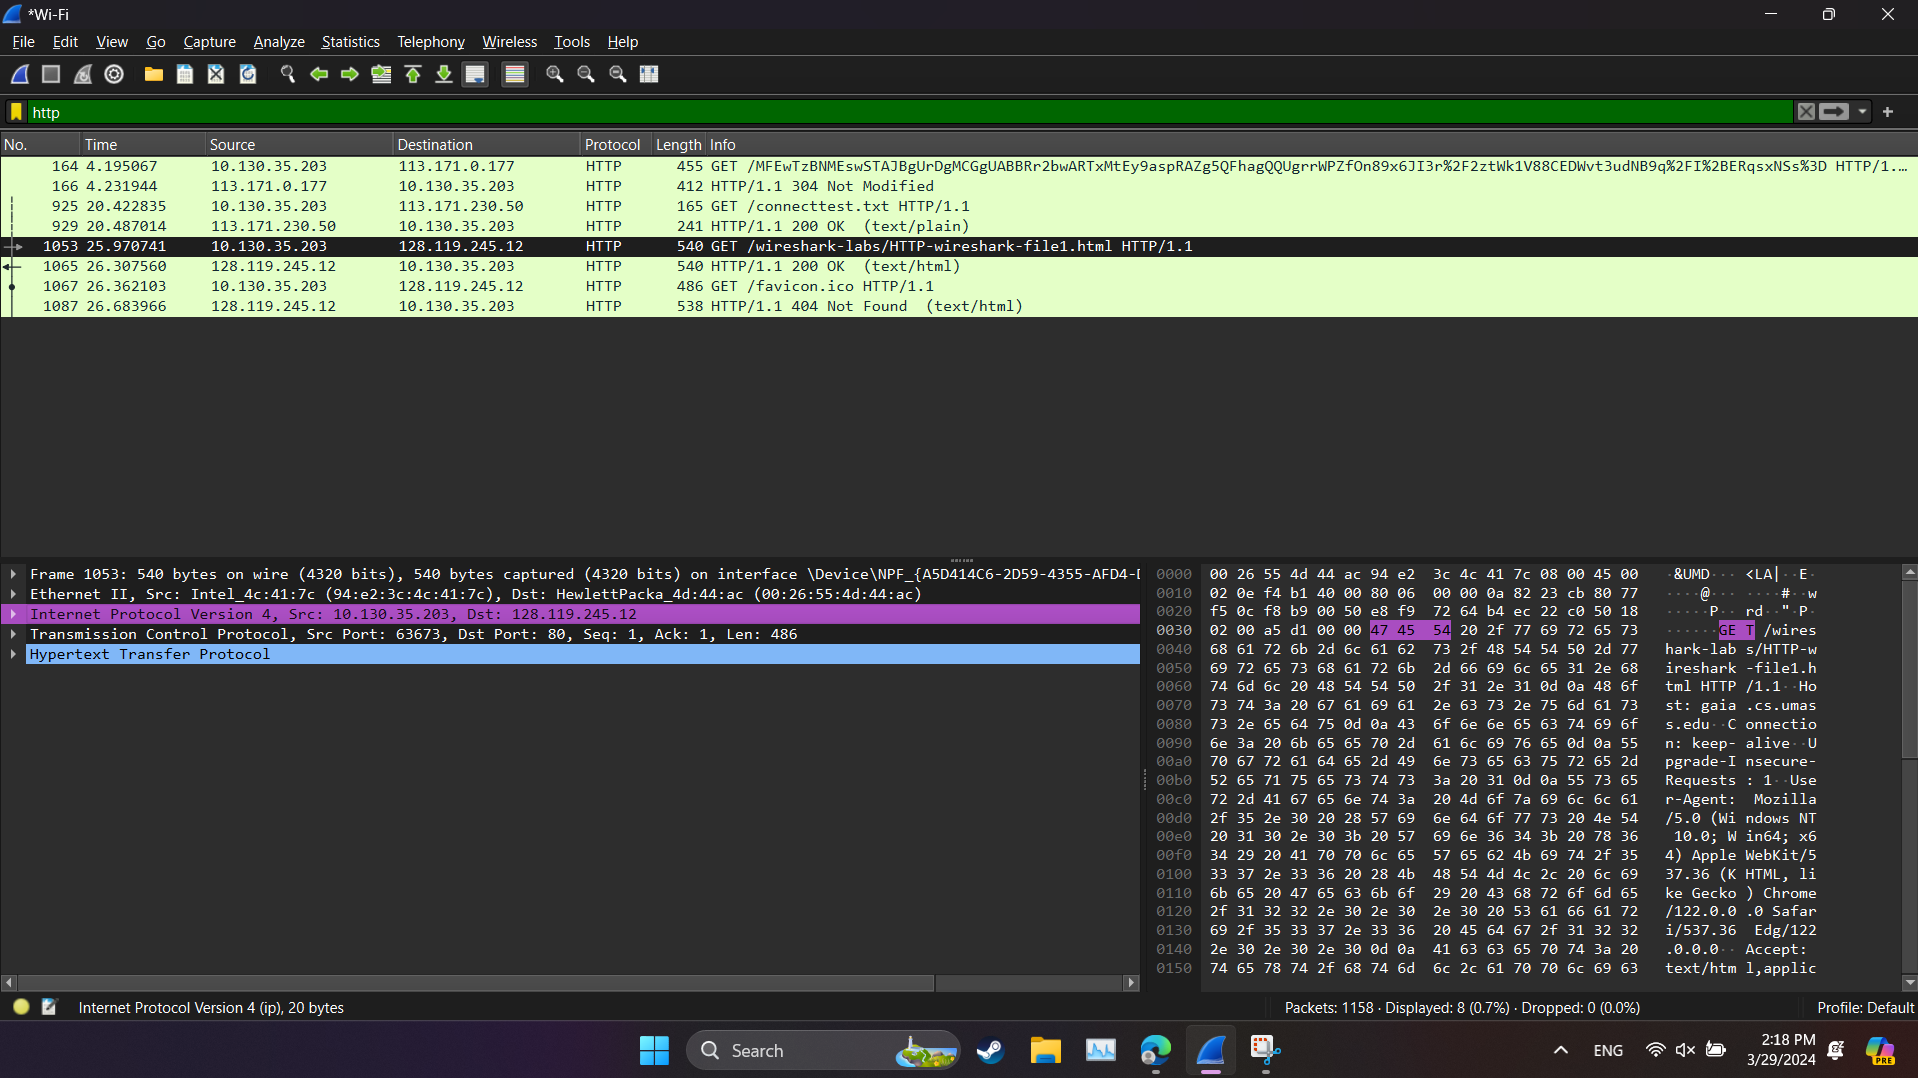 *Wi-Fi
File Edit View Go Capture Analyze Statistics Telephony Wireless Tools Help
http
No. Time Source Destination Protocol Length Info
164 4.195067 10.130.35.203 113.171.0.177 HTTP 455 GET /MFEwTzBNMEswSTAJBgUrDgMCGgUABBRr2bwARTxMtEy9aspRAZg5QFhagQQUgrrWPZfOn89x6JI3r%2F2ztWk1V88CEDWvt3udNB9q%2FI%2BERqsxNSs%3D HTTP/1.…
166 4.231944 113.171.0.177 10.130.35.203 HTTP 412 HTTP/1.1 304 Not Modified
925 20.422835 10.130.35.203 113.171.230.50 HTTP 165 GET /connecttest.txt HTTP/1.1
929 20.487014 113.171.230.50 10.130.35.203 HTTP 241 HTTP/1.1 200 OK  (text/plain)
1053 25.970741 10.130.35.203 128.119.245.12 HTTP 540 GET /wireshark-labs/HTTP-wireshark-file1.html HTTP/1.1
1065 26.307560 128.119.245.12 10.130.35.203 HTTP 540 HTTP/1.1 200 OK  (text/html)
1067 26.362103 10.130.35.203 128.119.245.12 HTTP 486 GET /favicon.ico HTTP/1.1
1087 26.683966 128.119.245.12 10.130.35.203 HTTP 538 HTTP/1.1 404 Not Found  (text/html)
Frame 1053: 540 bytes on wire (4320 bits), 540 bytes captured (4320 bits) on interface \Device\NPF_{A5D414C6-2D59-4355-AFD4-D
Ethernet II, Src: Intel_4c:41:7c (94:e2:3c:4c:41:7c), Dst: HewlettPacka_4d:44:ac (00:26:55:4d:44:ac)
Internet Protocol Version 4, Src: 10.130.35.203, Dst: 128.119.245.12
Transmission Control Protocol, Src Port: 63673, Dst Port: 80, Seq: 1, Ack: 1, Len: 486
Hypertext Transfer Protocol
0000 00 26 55 4d 44 ac 94 e2 3c 4c 41 7c 08 00 45 00 ·&UMD··· <LA|··E·
0010 02 0e f4 b1 40 00 80 06 00 00 0a 82 23 cb 80 77 ····@··· ····#··w
0020 f5 0c f8 b9 00 50 e8 f9 72 64 b4 ec 22 c0 50 18 ·····P·· rd··"·P·
0030 02 00 a5 d1 00 00 47 45 54 20 2f 77 69 72 65 73 ······GE T /wires
0040 68 61 72 6b 2d 6c 61 62 73 2f 48 54 54 50 2d 77 hark-lab s/HTTP-w
0050 69 72 65 73 68 61 72 6b 2d 66 69 6c 65 31 2e 68 ireshark -file1.h
0060 74 6d 6c 20 48 54 54 50 2f 31 2e 31 0d 0a 48 6f tml HTTP /1.1··Ho
0070 73 74 3a 20 67 61 69 61 2e 63 73 2e 75 6d 61 73 st: gaia .cs.umas
0080 73 2e 65 64 75 0d 0a 43 6f 6e 6e 65 63 74 69 6f s.edu··C onnectio
0090 6e 3a 20 6b 65 65 70 2d 61 6c 69 76 65 0d 0a 55 n: keep- alive··U
00a0 70 67 72 61 64 65 2d 49 6e 73 65 63 75 72 65 2d pgrade-I nsecure-
00b0 52 65 71 75 65 73 74 73 3a 20 31 0d 0a 55 73 65 Requests : 1··Use
00c0 72 2d 41 67 65 6e 74 3a 20 4d 6f 7a 69 6c 6c 61 r-Agent: Mozilla
00d0 2f 35 2e 30 20 28 57 69 6e 64 6f 77 73 20 4e 54 /5.0 (Wi ndows NT
00e0 20 31 30 2e 30 3b 20 57 69 6e 36 34 3b 20 78 36 10.0; W in64; x6
00f0 34 29 20 41 70 70 6c 65 57 65 62 4b 69 74 2f 35 4) Apple WebKit/5
0100 33 37 2e 33 36 20 28 4b 48 54 4d 4c 2c 20 6c 69 37.36 (K HTML, li
0110 6b 65 20 47 65 63 6b 6f 29 20 43 68 72 6f 6d 65 ke Gecko ) Chrome
0120 2f 31 32 32 2e 30 2e 30 2e 30 20 53 61 66 61 72 /122.0.0 .0 Safar
0130 69 2f 35 33 37 2e 33 36 20 45 64 67 2f 31 32 32 i/537.36 Edg/122
0140 2e 30 2e 30 2e 30 0d 0a 41 63 63 65 70 74 3a 20 .0.0.0·· Accept:
0150 74 65 78 74 2f 68 74 6d 6c 2c 61 70 70 6c 69 63 text/htm l,applic
Internet Protocol Version 4 (ip), 20 bytes Packets: 1158 · Displayed: 8 (0.7%) · Dropped: 0 (0.0%) Profile: Default
Search ENG 2:18 PM
3/29/2024 PRE